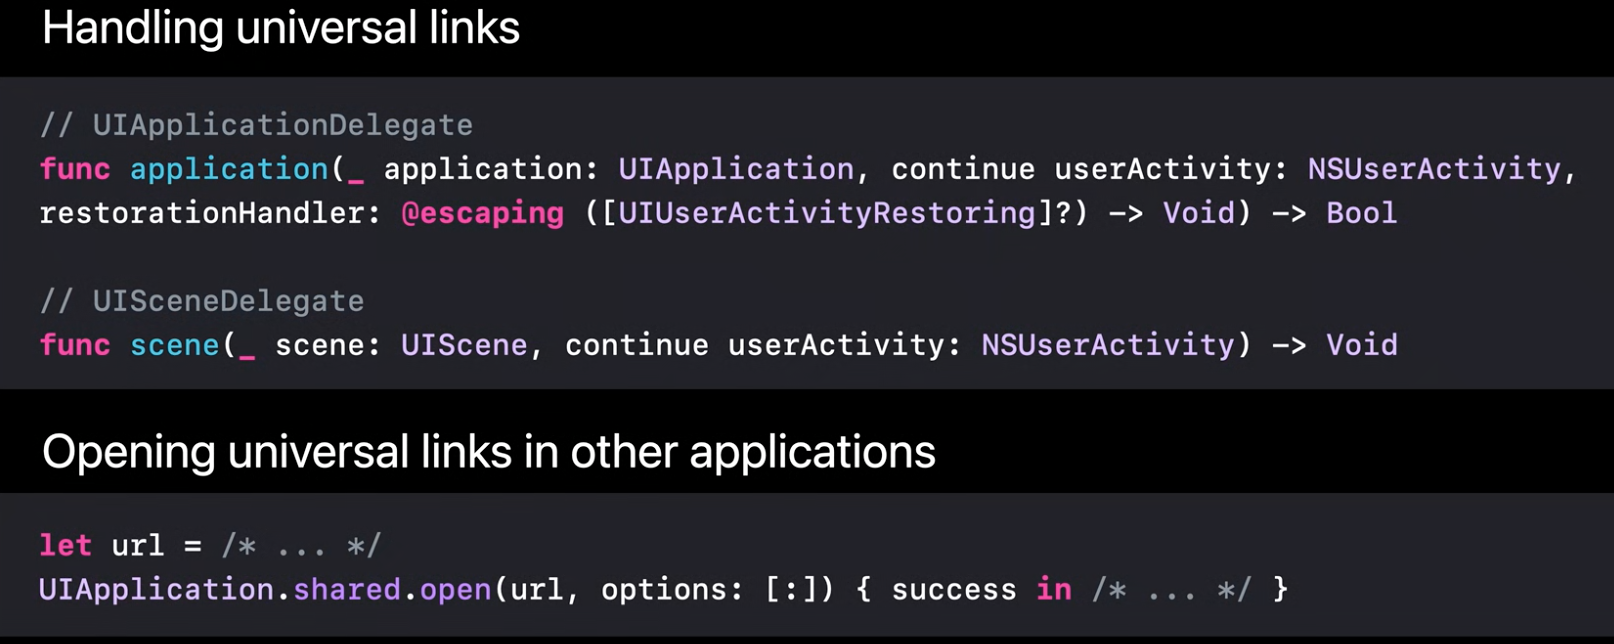 Handling universal links
// UIApplicationDelegate
func application(_ application: UIApplication, continue userActivity: NSUserActivity,
restorationHandler: @escaping ([UIUserActivityRestoring]?) -> Void) -> Bool
// UISceneDelegate
func scene(_ scene: UIScene, continue userActivity: NSUserActivity) -> Void
Opening universal links in other applications
let url = /* ... */
UIApplication.shared.open(url, options: [:]) { success in /* ... */ }